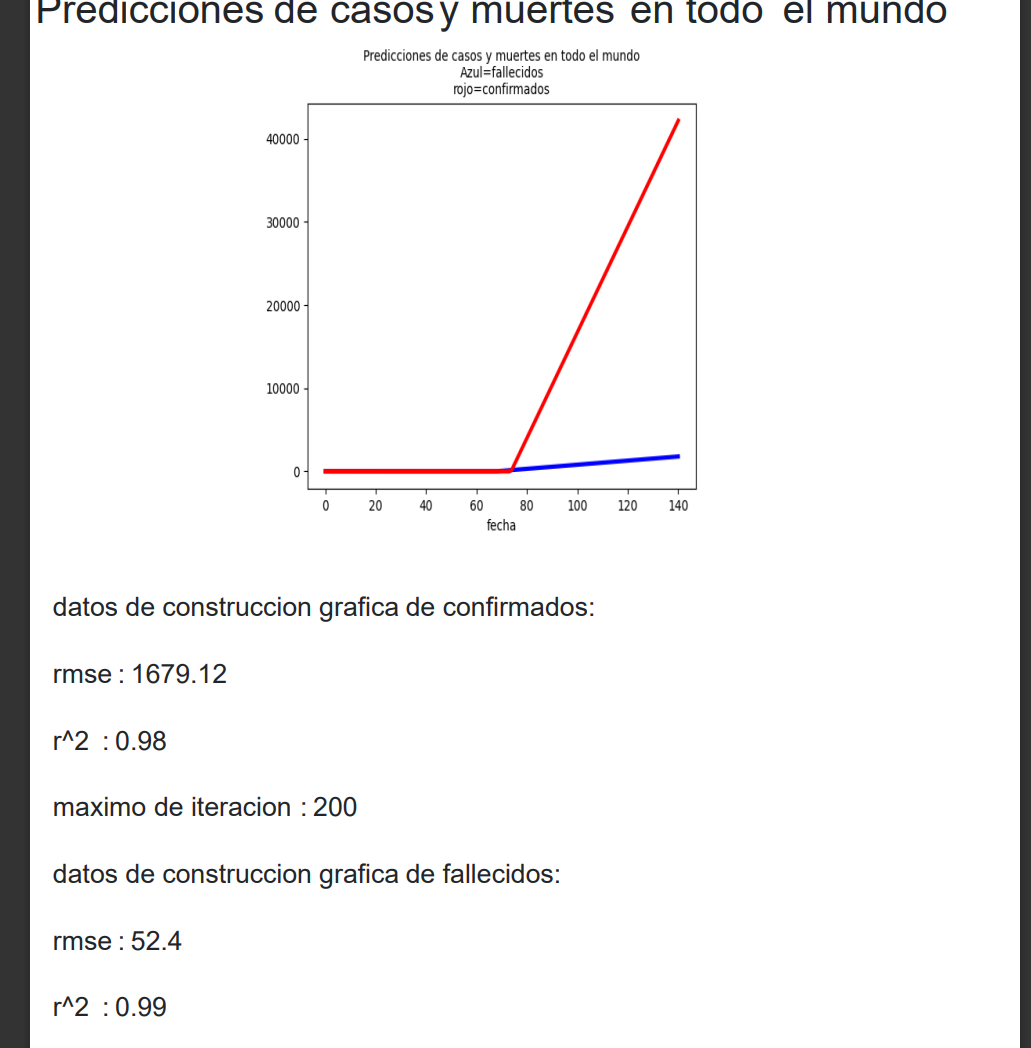 Predicciones de casos y muertes en todo el mundo
Predicciones de casos y muertes en todo el mundo
Azul=fallecidos
rojo=confirmados
40000
30000
20000
10000
0
0 20 40 60 80 100 120 140
fecha
datos de construccion grafica de confirmados:
rmse : 1679.12
r^2 : 0.98
maximo de iteracion : 200
datos de construccion grafica de fallecidos:
rmse : 52.4
r^2 : 0.99